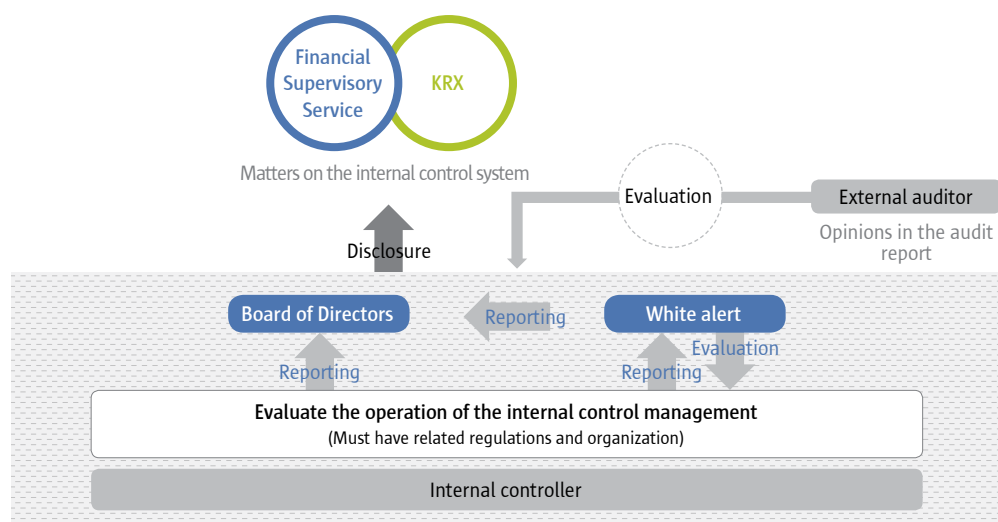 Financial
Supervisory
Service
KRX
Matters on the internal control system
Evaluation
External auditor
Opinions in the audit
report
Disclosure
Board of Directors
Reporting
White alert
Reporting
Reporting
Evaluation
Evaluate the operation of the internal control management
(Must have related regulations and organization)
Internal controller